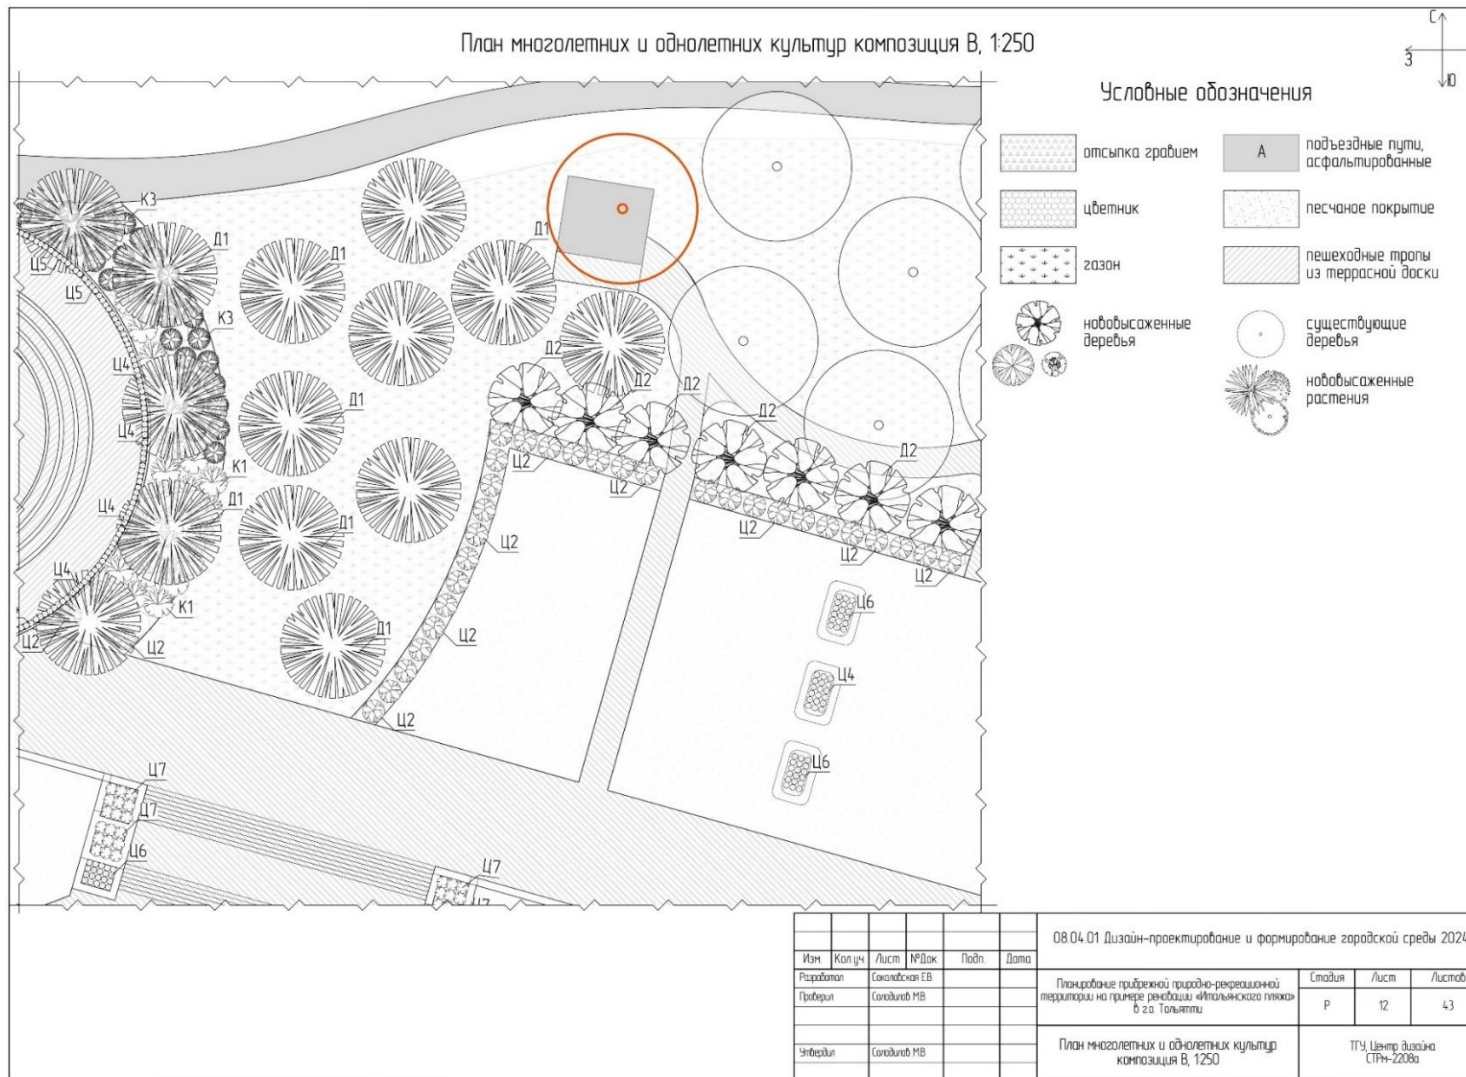 План многолетних и однолетних культур композиция В, 1:250
С
З
Ю
Условные обозначения
отсыпка гравием
А
подъездные пути,
асфальтированные
цветник
песчаное покрытие
газон
пешеходные тропы
из террасной доски
нововысаженные
деревья
существующие
деревья
нововысаженные
растения
К3
Д1
Д1
Д1
Ц5
Ц5
К3
Ц4
Д2
Д2
Д2
Д1
Д2
Ц4
Д2
К1
Ц2
Ц2
Д1
Д1
Ц4
Ц2
Ц2
Ц2
Ц2
Ц4
К1
Ц6
Ц2
Ц2
Д1
Ц2
Ц4
Ц2
Ц6
Ц7
Ц7
Ц6
Ц7
Ц7
08.04.01 Дизайн-проектирование и формирование городской среды 2024
Изм. Кол.уч. Лист №Док. Подп. Дата
Разработал Соколовская Е.В.
Проверил Солодилов М.В.
Утвердил Солодилов М.В.
Планирование прибрежной природно-рекреационной
территории на примере реновации «Итальянского пляжа»
в г.о. Тольятти
Стадия Лист Листов
Р 12 43
План многолетних и однолетних культур
композиция В, 1:250
ТГУ, Центр дизайна
СТРм-2208а